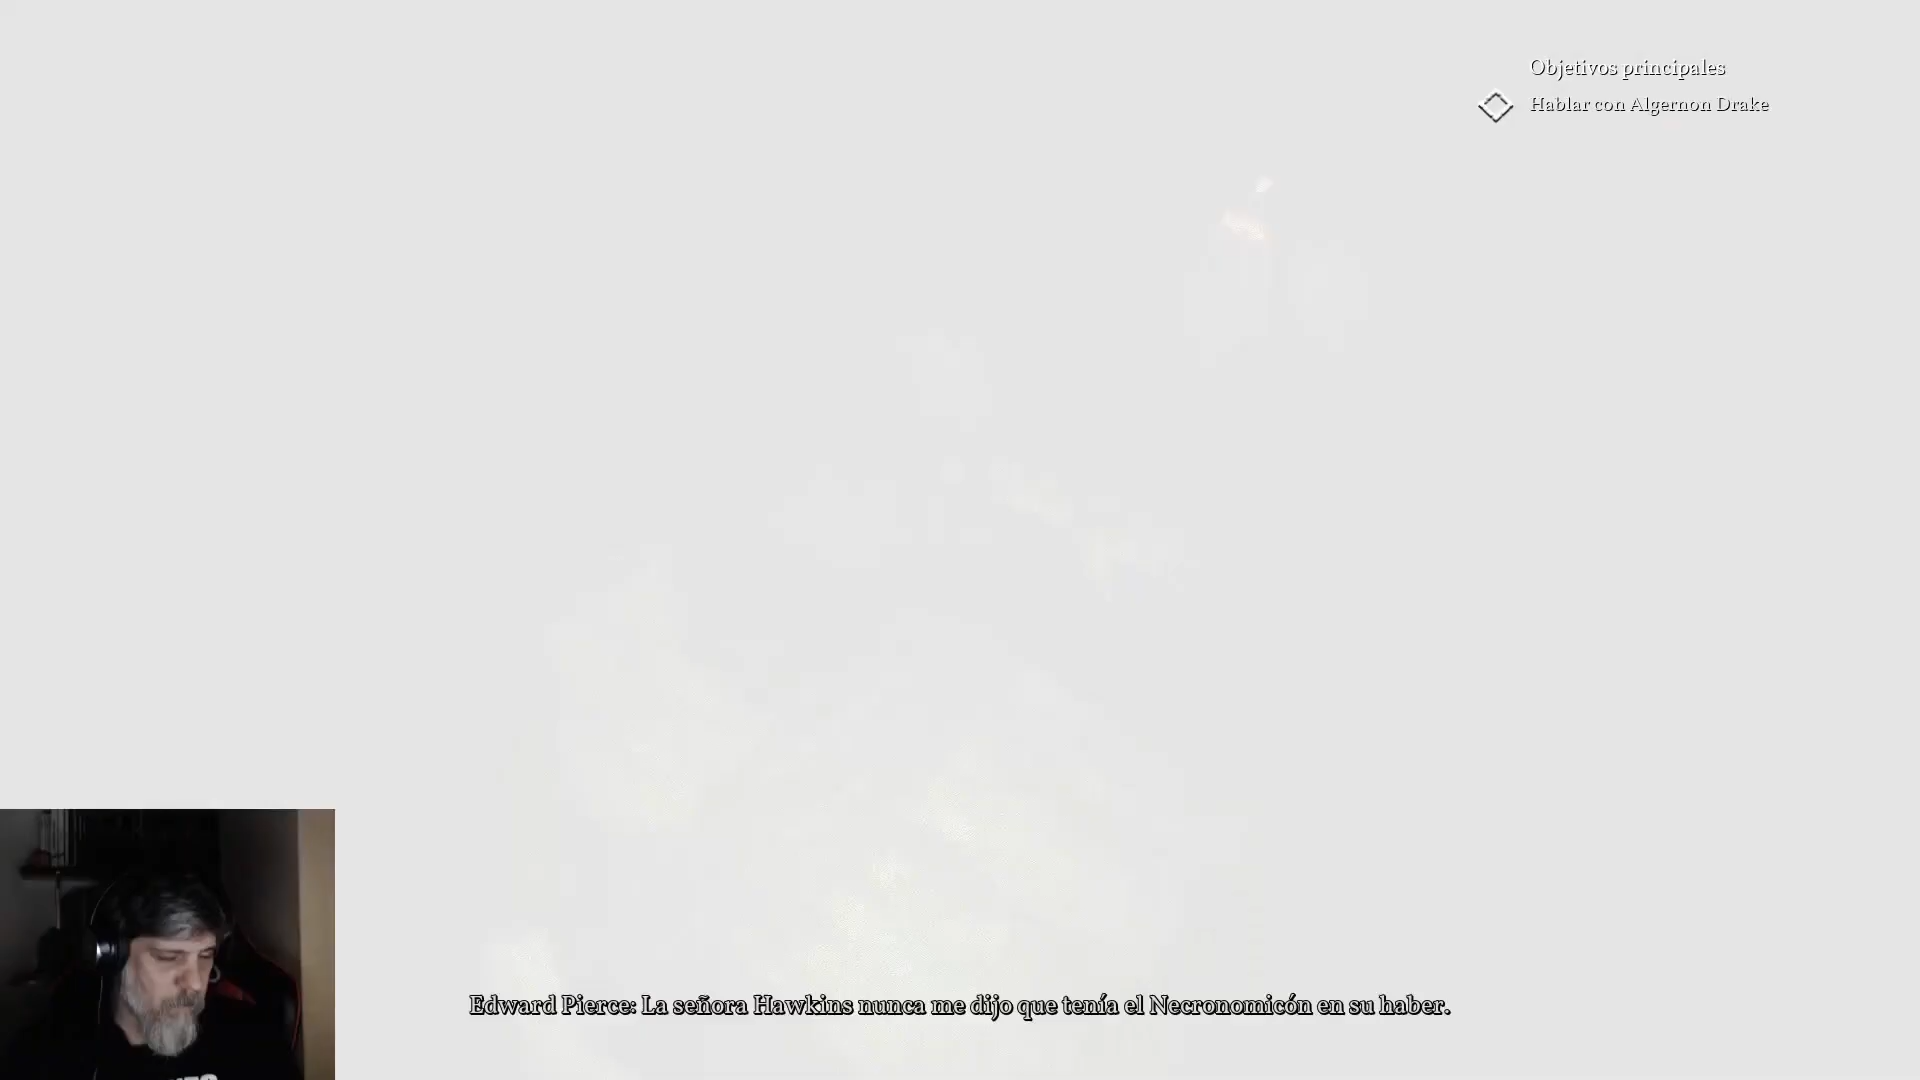 Objetivos principales
Hablar con Algernon Drake
Edward Pierce: La señora Hawkins nunca me dijo que tenía el Necronomicón en su haber.